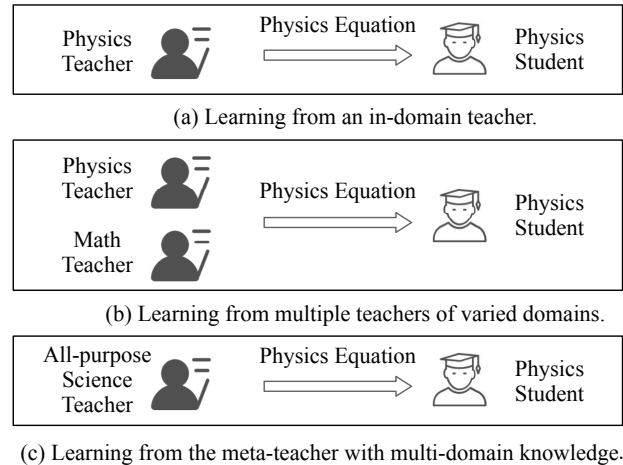 Physics
Teacher
Physics Equation
Physics
Student
(a) Learning from an in-domain teacher.
Physics
Teacher
Math
Teacher
Physics Equation
Physics
Student
(b) Learning from multiple teachers of varied domains.
All-purpose
Science
Teacher
Physics Equation
Physics
Student
(c) Learning from the meta-teacher with multi-domain knowledge.